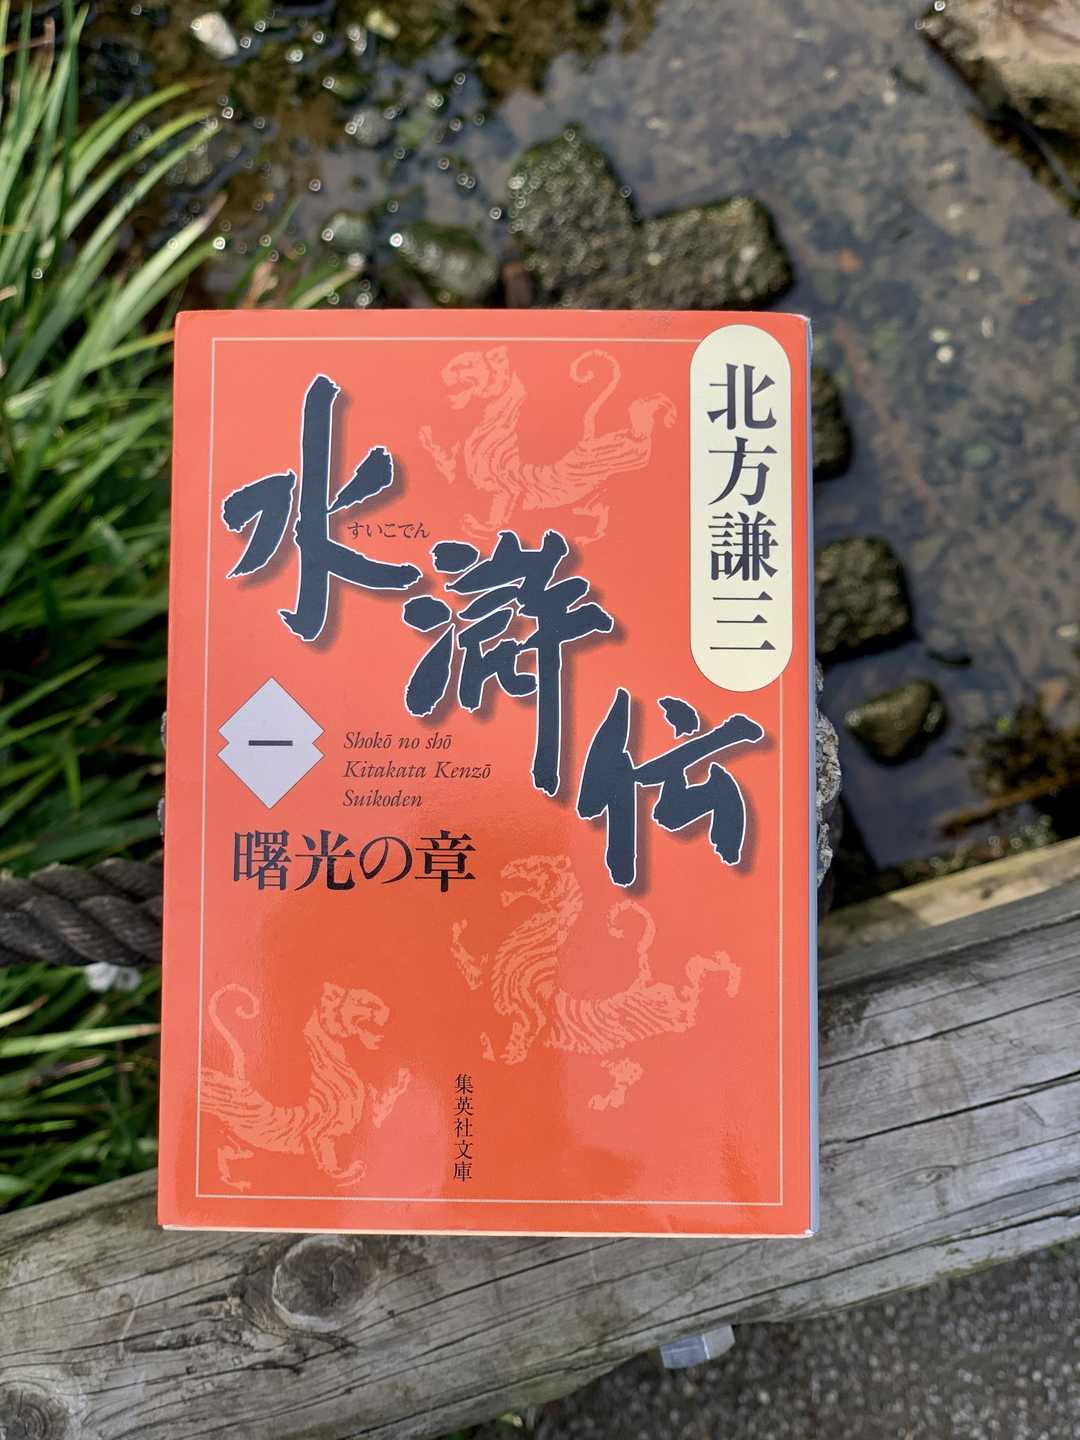 北方謙三
水滸伝
すいこでん
一
Shokō no shō
Kitakata Kenzō
Suikoden
曙光の章
集英社文庫